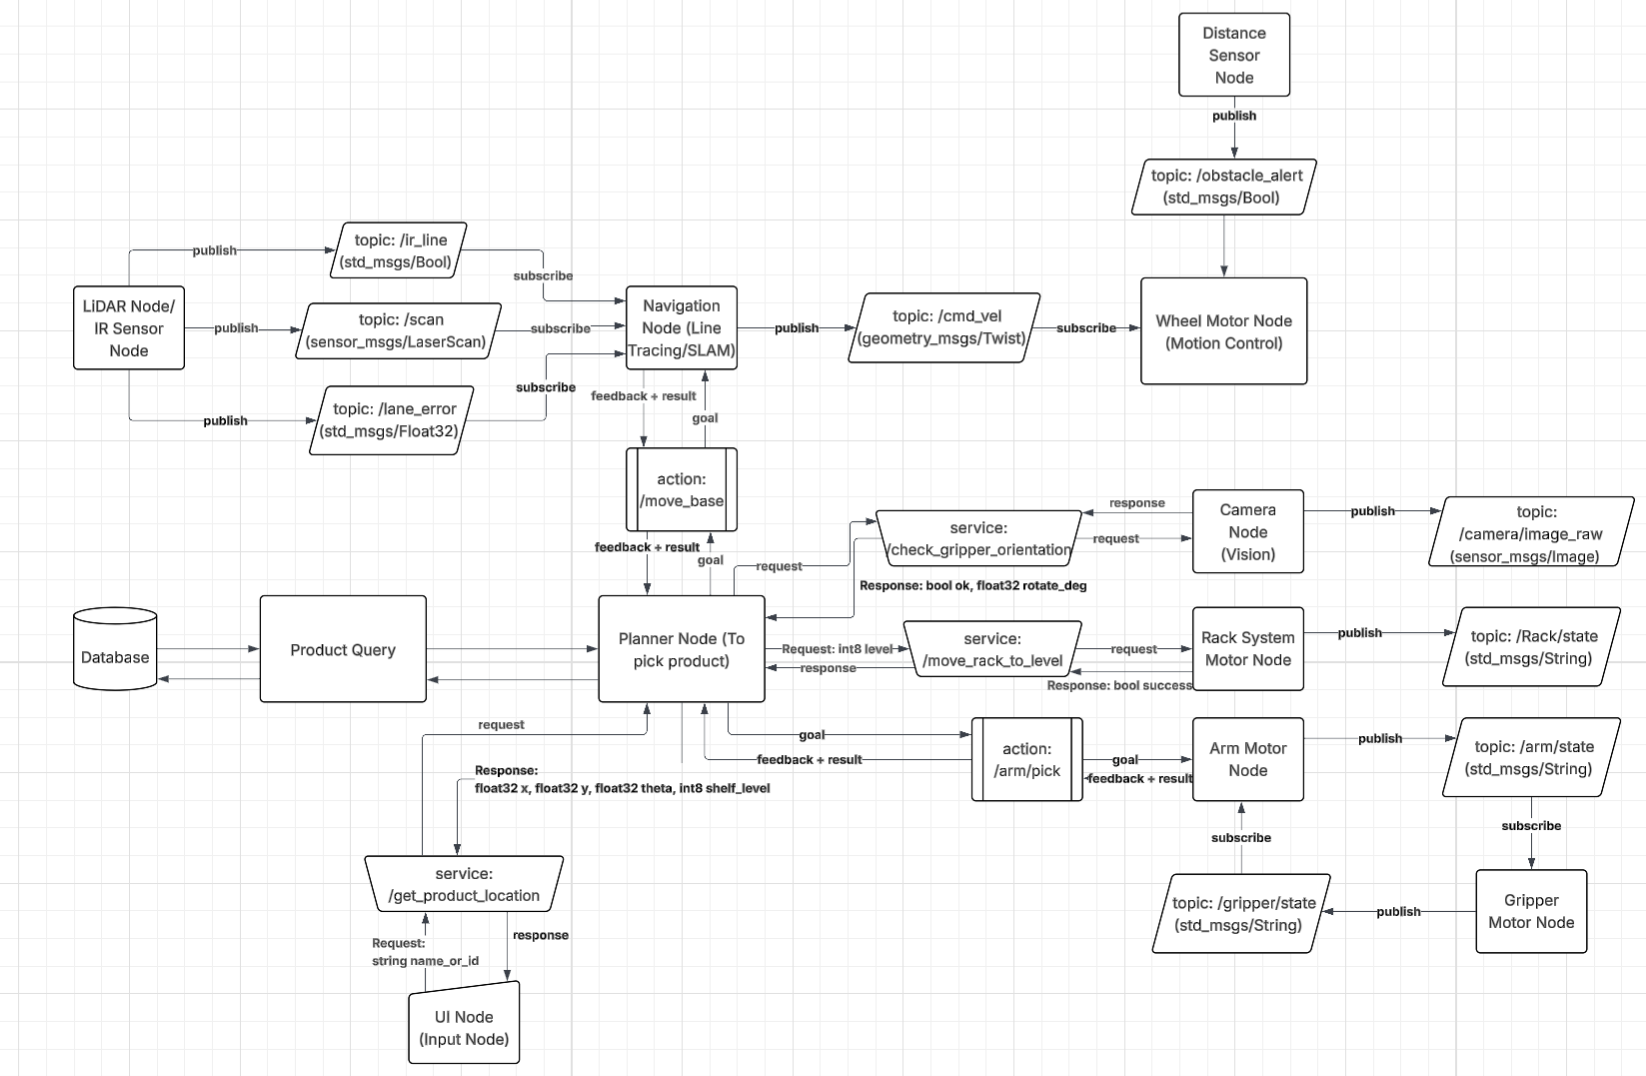 Distance
Sensor
Node
publish
topic: /obstacle_alert
(std_msgs/Bool)
publish
topic: /ir_line
(std_msgs/Bool)
subscribe
LiDAR Node/
IR Sensor
Node
publish
topic: /scan
(sensor_msgs/LaserScan)
subscribe
publish
topic: /lane_error
(std_msgs/Float32)
subscribe
Navigation
Node (Line
Tracing/SLAM)
publish
topic: /cmd_vel
(geometry_msgs/Twist)
subscribe
Wheel Motor Node
(Motion Control)
feedback + result
goal
action:
/move_base
feedback + result
goal
request
service:
/check_gripper_orientation
response
request
Response: bool ok, float32 rotate_deg
Camera
Node
(Vision)
publish
topic:
/camera/image_raw
(sensor_msgs/Image)
Database
Product Query
Planner Node (To
pick product)
Request: int8 level
response
service:
/move_rack_to_level
request
Response: bool success
Rack System
Motor Node
publish
topic: /Rack/state
(std_msgs/String)
request
Response:
float32 x, float32 y, float32 theta, int8 shelf_level
goal
feedback + result
action:
/arm/pick
goal
feedback + result
Arm Motor
Node
publish
topic: /arm/state
(std_msgs/String)
subscribe
subscribe
service:
/get_product_location
topic: /gripper/state
(std_msgs/String)
publish
Gripper
Motor Node
Request:
string name_or_id
response
UI Node
(Input Node)